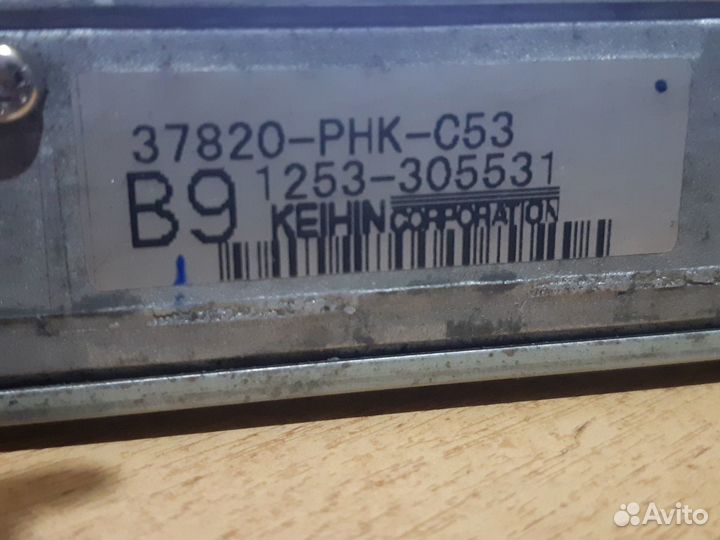 37820-PHK-C53
B9 1253-305531
KEIHIN CORPORATION
Avito